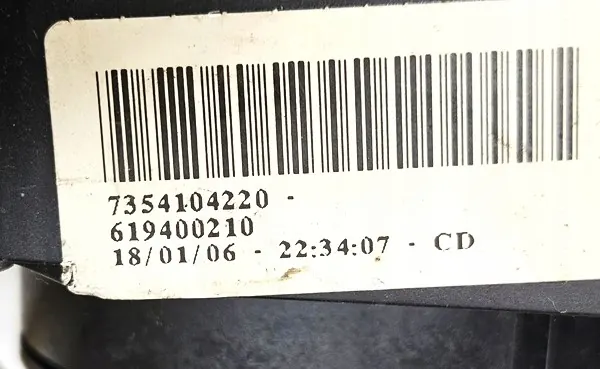 7354104220 -
619400210
18/01/06 - 22:34:07 - CD